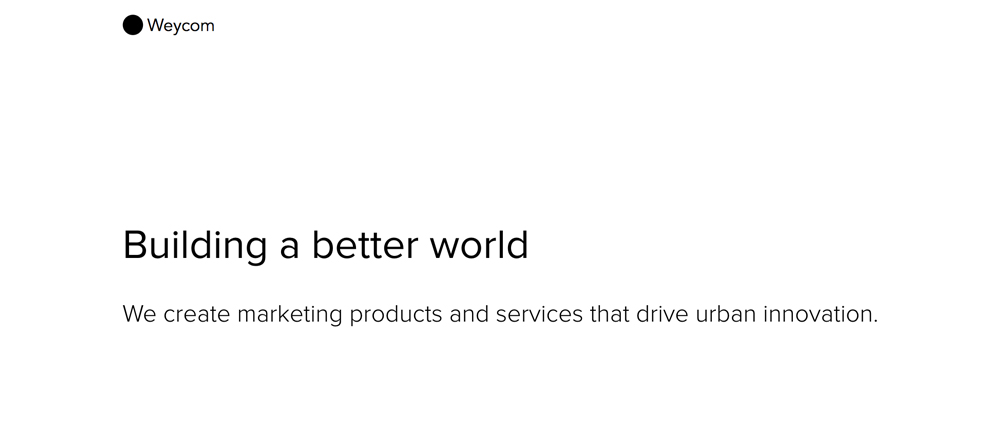 Weycom
Building a better world
We create marketing products and services that drive urban innovation.